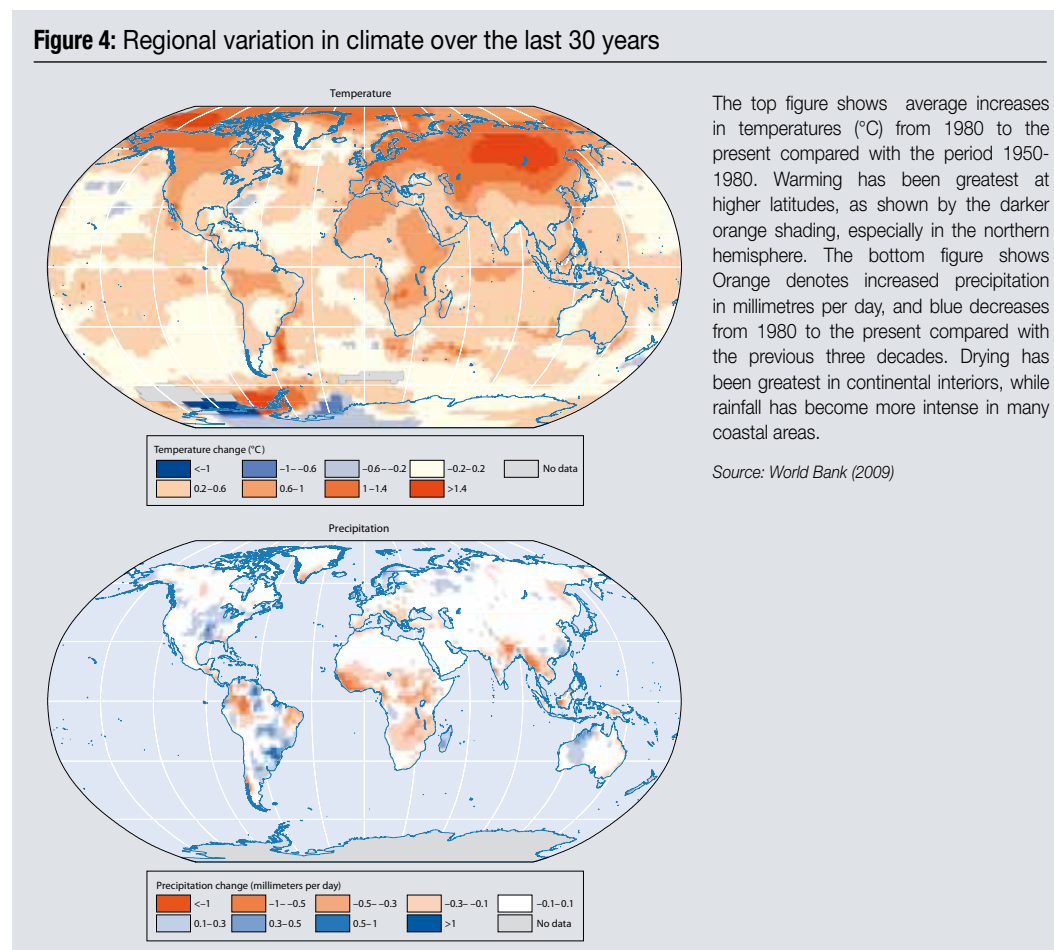 Figure 4: Regional variation in climate over the last 30 years
Temperature
Temperature change (°C)
<–1
–1– –0.6
–0.6– –0.2
–0.2–0.2
No data
0.2–0.6
0.6–1
1–1.4
>1.4
Precipitation
Precipitation change (millimeters per day)
<–1
–1– –0.5
–0.5– –0.3
–0.3– –0.1
–0.1–0.1
0.1–0.3
0.3–0.5
0.5–1
>1
No data
The top figure shows average increases
in temperatures (°C) from 1980 to the
present compared with the period 1950-
1980. Warming has been greatest at
higher latitudes, as shown by the darker
orange shading, especially in the northern
hemisphere. The bottom figure shows
Orange denotes increased precipitation
in millimetres per day, and blue decreases
from 1980 to the present compared with
the previous three decades. Drying has
been greatest in continental interiors, while
rainfall has become more intense in many
coastal areas.
Source: World Bank (2009)